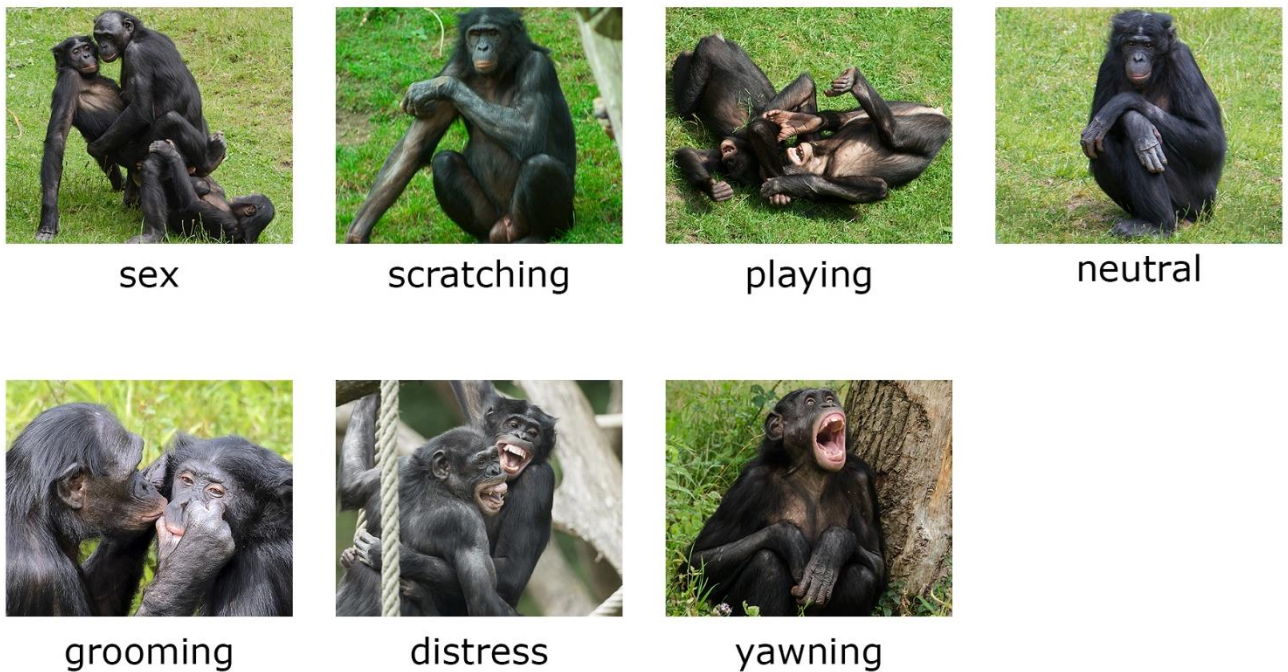 sex
scratching
playing
neutral
grooming
distress
yawning